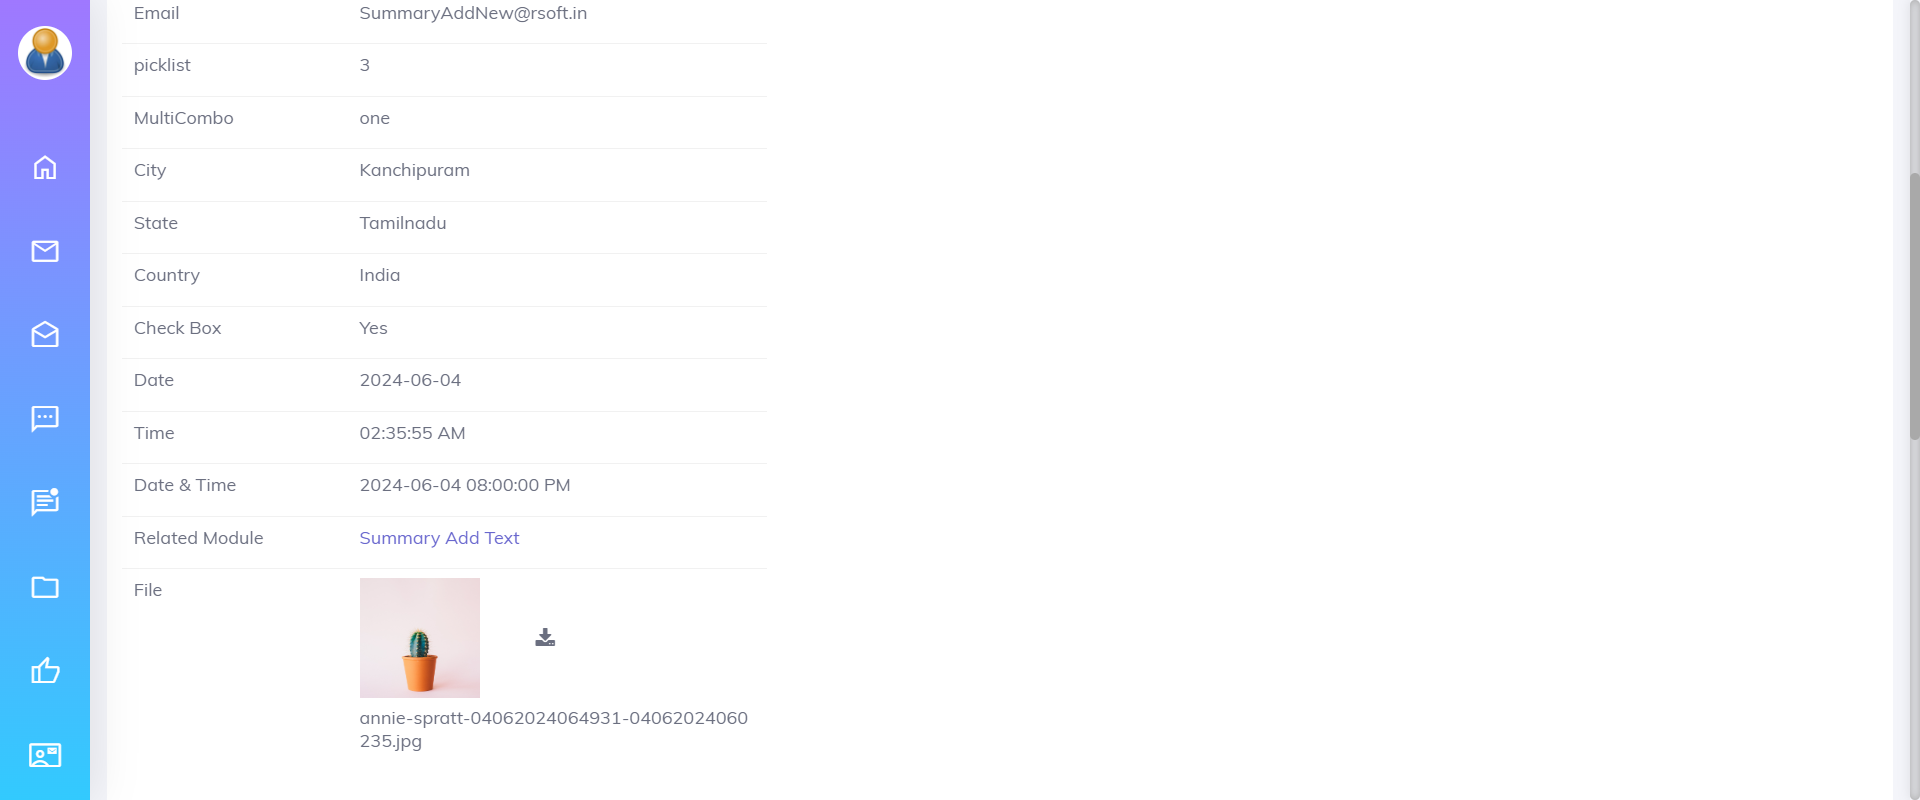 Email SummaryAddNew@rsoft.in
picklist 3
MultiCombo one
City Kanchipuram
State Tamilnadu
Country India
Check Box Yes
Date 2024-06-04
Time 02:35:55 AM
Date & Time 2024-06-04 08:00:00 PM
Related Module Summary Add Text
File
annie-spratt-04062024064931-04062024060
235.jpg